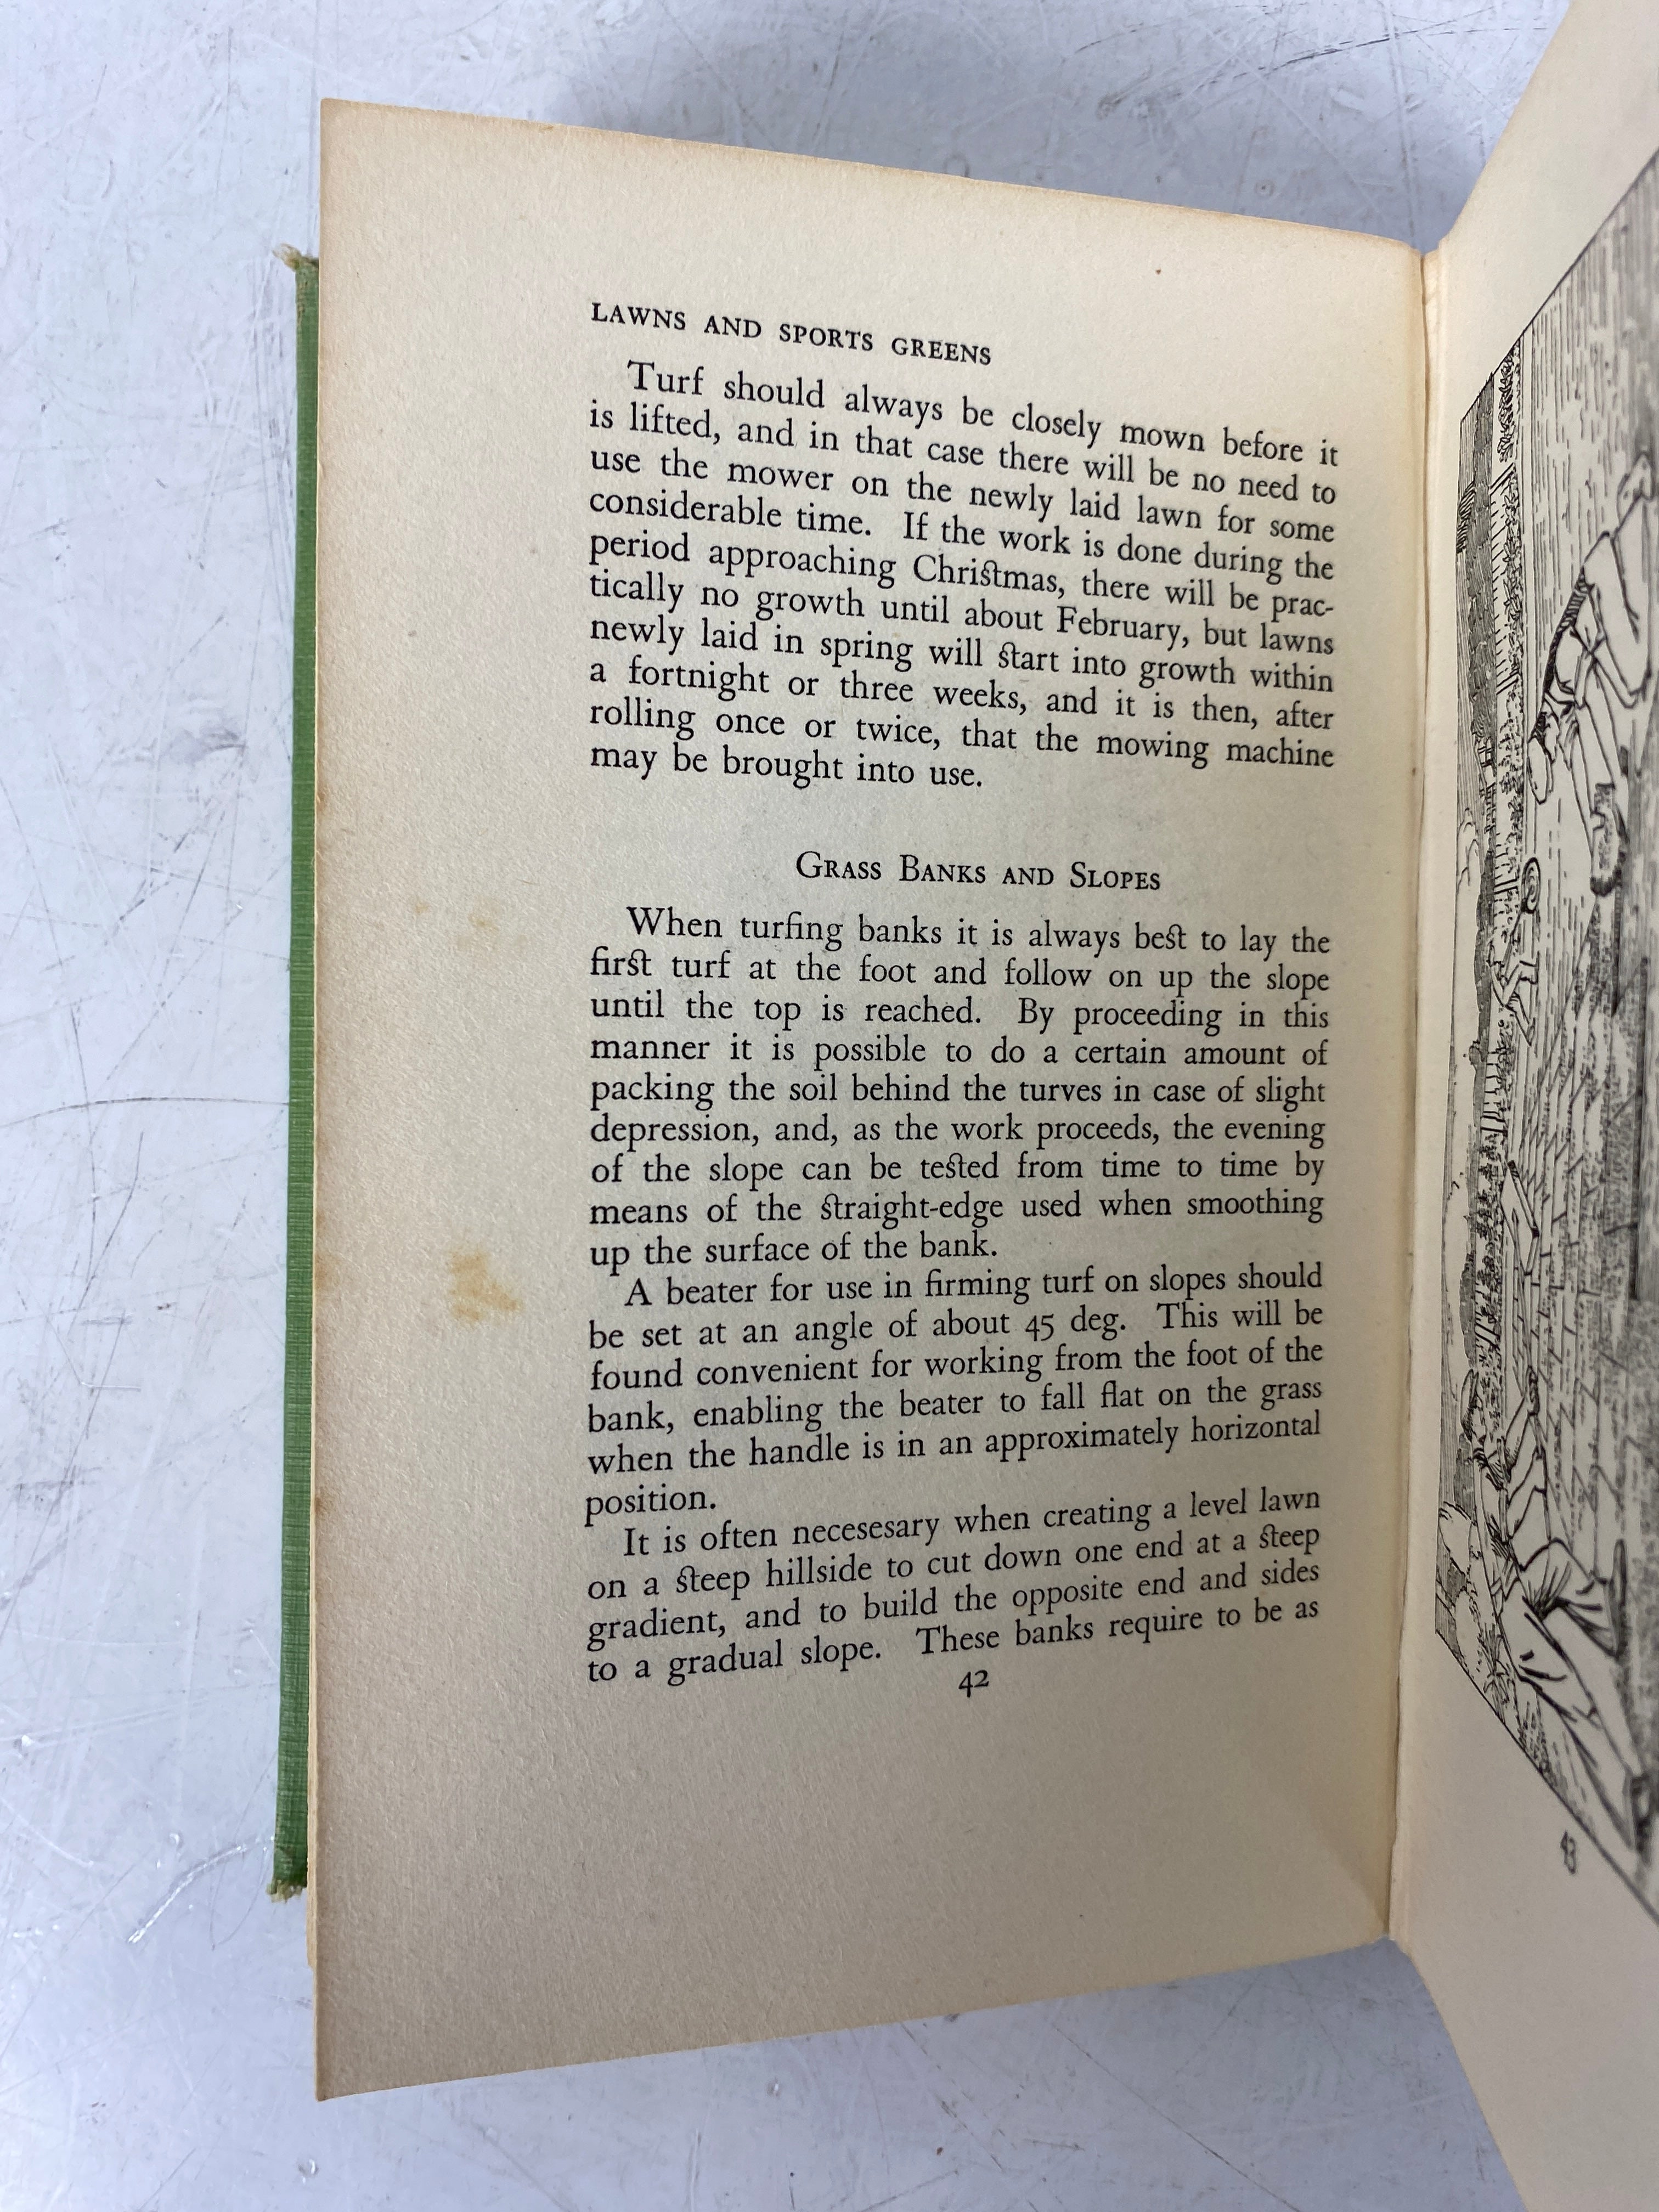 LAWNS AND SPORTS GREENS
Turf should always be closely mown before it
is lifted, and in that case there will be no need to
use the mower on the newly laid lawn for some
considerable time. If the work is done during the
period approaching Christmas, there will be prac-
tically no growth until about February, but lawns
newly laid in spring will start into growth within
a fortnight or three weeks, and it is then, after
rolling once or twice, that the mowing machine
may be brought into use.
Grass Banks and Slopes
When turfing banks it is always best to lay the
first turf at the foot and follow on up the slope
until the top is reached. By proceeding in this
manner it is possible to do a certain amount of
packing the soil behind the turves in case of slight
depression, and, as the work proceeds, the evening
of the slope can be tested from time to time by
means of the straight-edge used when smoothing
up the surface of the bank.
A beater for use in firming turf on slopes should
be set at an angle of about 45 deg. This will be
found convenient for working from the foot of the
bank, enabling the beater to fall flat on the grass
when the handle is in an approximately horizontal
position.
It is often necesesary when creating a level lawn
on a steep hillside to cut down one end at a steep
gradient, and to build the opposite end and sides
to a gradual slope. These banks require to be as
42
43